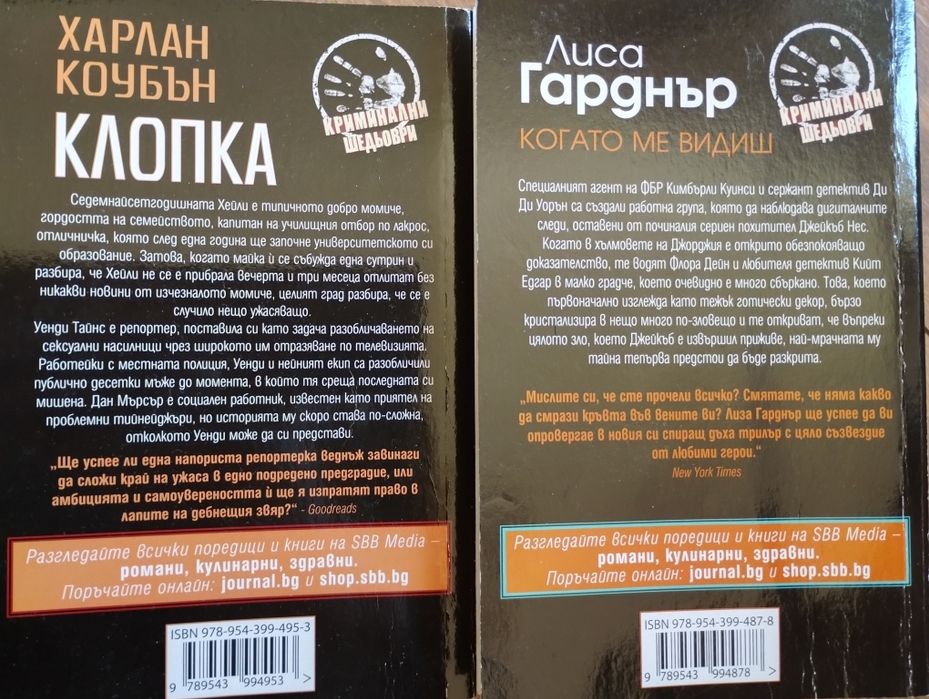 ХАРЛАН
КОУБЪН
КЛОПКА
КРИМИНАЛНИ
ШЕДЬОВРИ
Седемнайсетгодишната Хейли е типичното добро момиче,
гордостта на семейството, капитан на училищния отбор по лакрос,
отличничка, която след една година ще започне университетското си
образование. Затова, когато майка ѝ се събужда една сутрин и
разбира, че Хейли не се е прибрала вечерта и три месеца отлитат без
никакви новини от изчезналото момиче, целият град разбира, че се е
случило нещо ужасяващо.
Уенди Тайнс е репортер, поставила си като задача разобличаването на
сексуални насилници чрез широкото им отразяване по телевизията.
Работейки с местната полиция, Уенди и нейният екип са разобличили
публично десетки мъже до момента, в който тя среща последната си
мишена. Дан Мърсър е социален работник, известен като приятел на
проблемни тийнейджъри, но историята му скоро става по-сложна,
отколкото Уенди може да си представи.
„Ще успее ли една напориста репортерка веднъж завинаги
да сложи край на ужаса в едно подредено предградие, или
амбицията и самоувереността ѝ ще я изпратят право в
лапите на дебнещия звяр?“ - Goodreads
Разгледайте всички поредици и книги на SBB Media –
романи, кулинарни, здравни.
Поръчайте онлайн: journal.bg и shop.sbb.bg
ISBN 978-954-399-495-3
9 789543 994953 >
Лиса
Гарднър
КОГАТО МЕ ВИДИШ
КРИМИНАЛНИ
ШЕДЬОВРИ
Специалният агент на ФБР Кимбърли Куинси и сержант детектив Ди
Ди Уорън са създали работна група, която да наблюдава дигиталните
следи, оставени от починалия сериен похитител Джейкъб Нес.
Когато в хълмовете на Джорджия е открито обезпокояващо
доказателство, те водят Флора Дейн и любителя детектив Кийт
Едгар в малко градче, което очевидно е много сбъркано. Това, което
първоначално изглежда като тежък готически декор, бързо
кристализира в нещо много по-зловещо и те откриват, че въпреки
цялото зло, което Джейкъб е извършил приживе, най-мрачната му
тайна тепърва предстои да бъде разкрита.
„Мислите си, че сте прочели всичко? Смятате, че няма какво
да смрази кръвта във вените ви? Лиза Гарднър ще успее да ви
опровергае в новия си спиращ дъха трилър с цяло съзвездие
от любими герои.“
New York Times
Разгледайте всички поредици и книги на SBB Media –
романи, кулинарни, здравни.
Поръчайте онлайн: journal.bg и shop.sbb.bg
ISBN 978-954-399-487-8
9 789543 994878 >